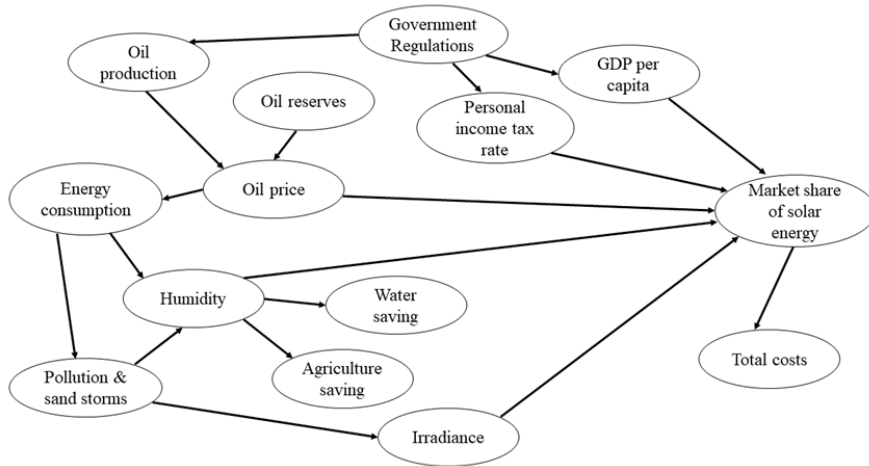 Government
Regulations
Oil
production
GDP per
capita
Oil reserves
Personal
income tax
rate
Energy
consumption
Oil price
Market share
of solar
energy
Humidity
Water
saving
Total costs
Pollution &
sand storms
Agriculture
saving
Irradiance